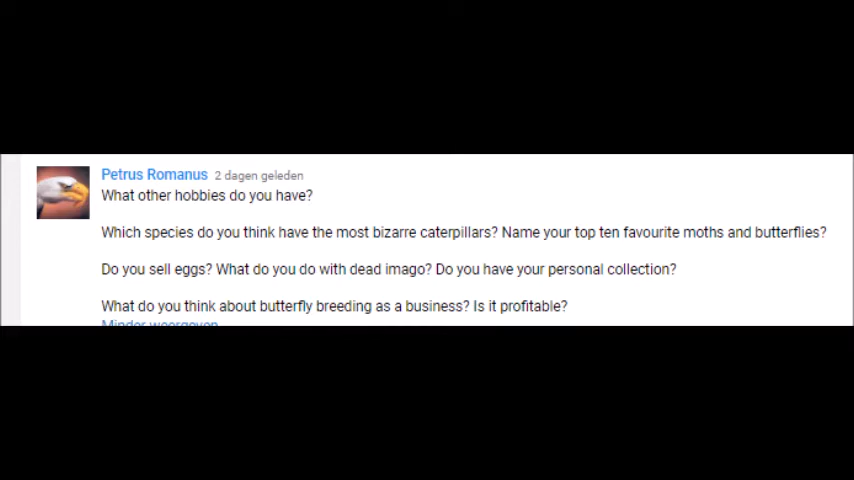 Petrus Romanus 2 dagen geleden
What other hobbies do you have?
Which species do you think have the most bizarre caterpillars? Name your top ten favourite moths and butterflies?
Do you sell eggs? What do you do with dead imago? Do you have your personal collection?
What do you think about butterfly breeding as a business? Is it profitable?
Minder weergeven